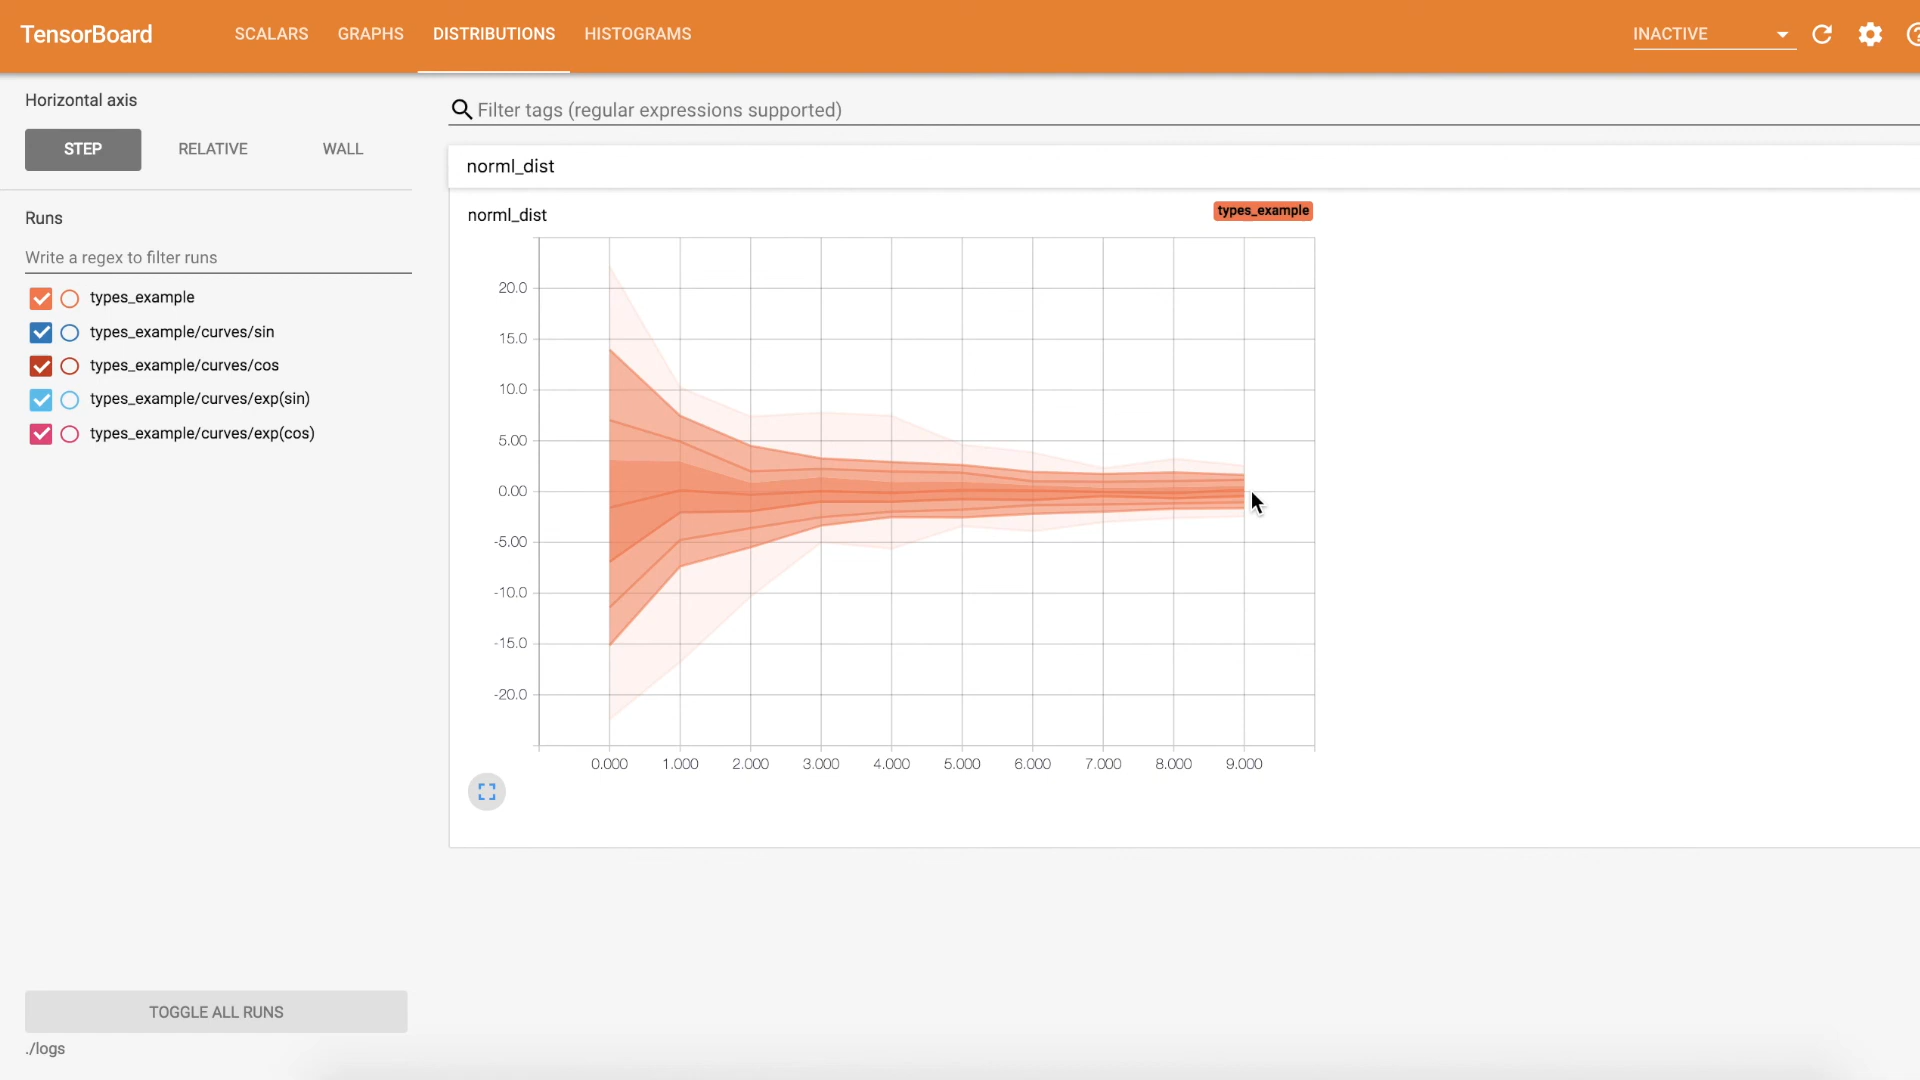 TensorBoard SCALARS GRAPHS DISTRIBUTIONS HISTOGRAMS INACTIVE
Horizontal axis
STEP RELATIVE WALL
Runs
Write a regex to filter runs
types_example
types_example/curves/sin
types_example/curves/cos
types_example/curves/exp(sin)
types_example/curves/exp(cos)
TOGGLE ALL RUNS
./logs
Filter tags (regular expressions supported)
norml_dist
norml_dist types_example
20.0
15.0
10.0
5.00
0.00
-5.00
-10.0
-15.0
-20.0
0.000 1.000 2.000 3.000 4.000 5.000 6.000 7.000 8.000 9.000